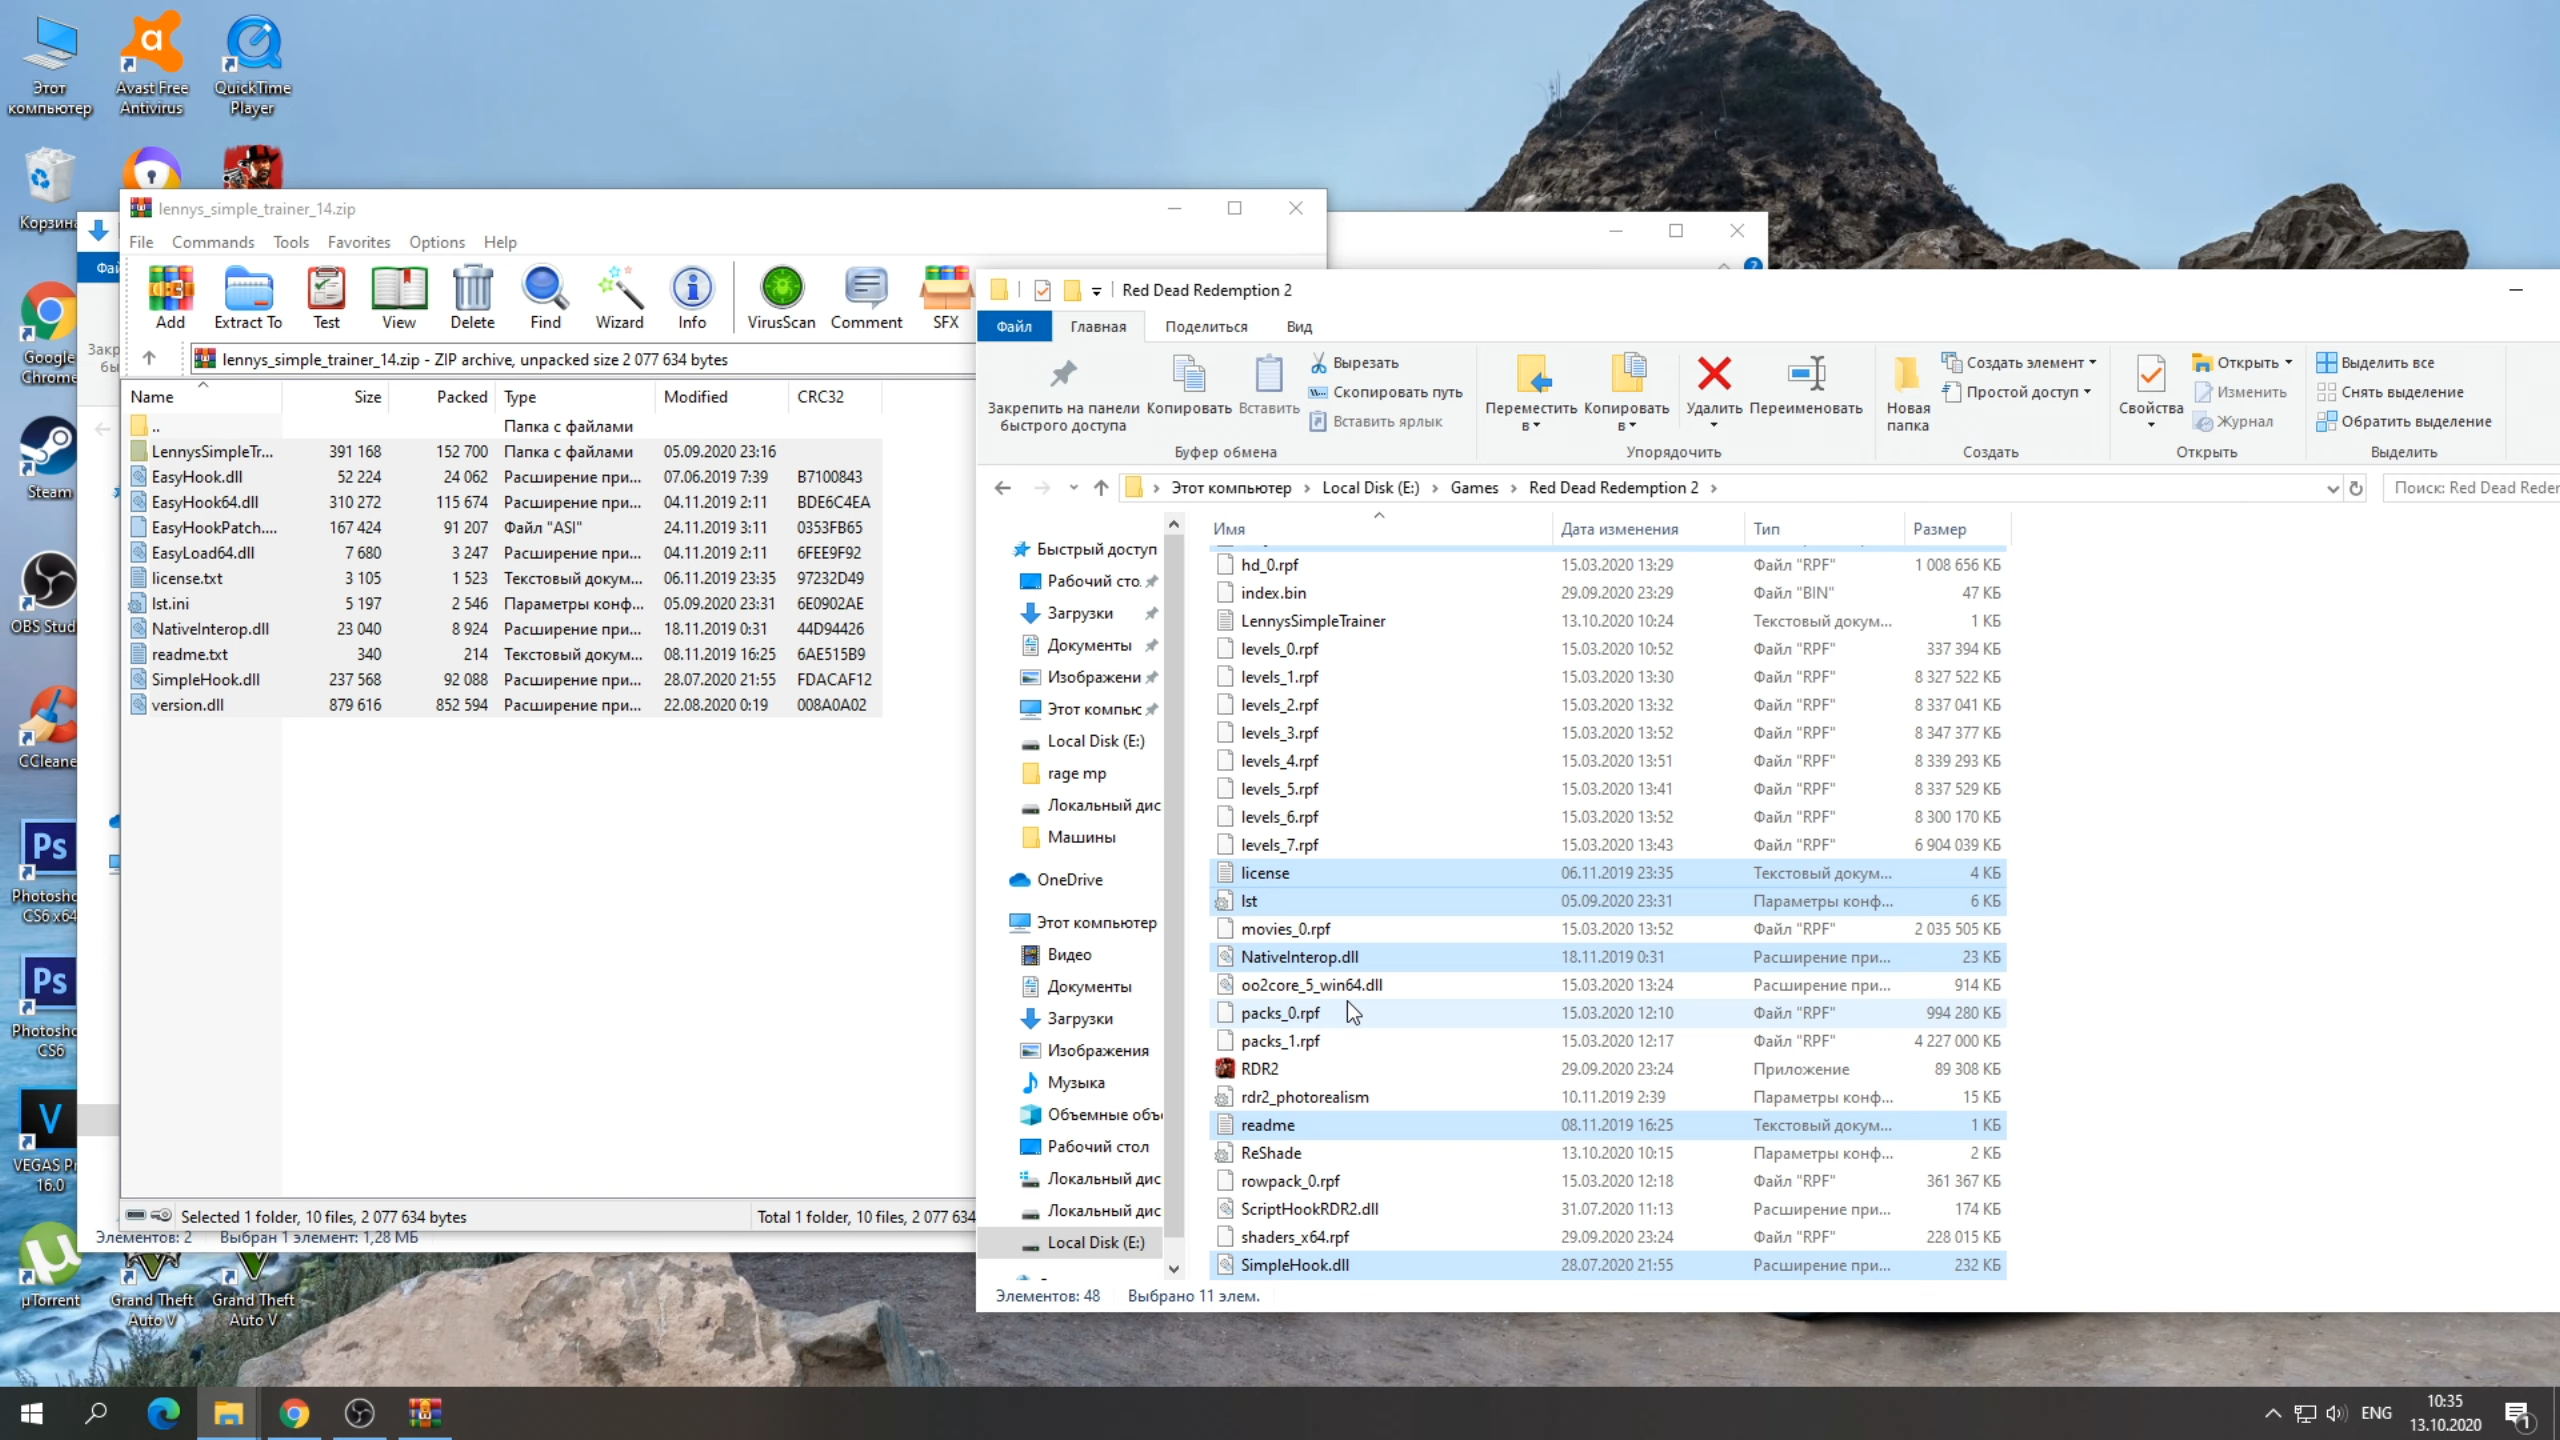 Этот компьютер
Avast Free Antivirus
QuickTime Player
Корзина
Google Chrome
Steam
OBS Stud
CCleane
Photosho CS6 x64
Photosho CS6
VEGAS Pr 16.0
µTorrent
Grand Theft Auto V
Grand Theft Auto V
lennys_simple_trainer_14.zip
File Commands Tools Favorites Options Help
Add Extract To Test View Delete Find Wizard Info VirusScan Comment SFX
lennys_simple_trainer_14.zip - ZIP archive, unpacked size 2 077 634 bytes
Name Size Packed Type Modified CRC32
.. Папка с файлами
LennysSimpleTr... 391 168 152 700 Папка с файлами 05.09.2020 23:16
EasyHook.dll 52 224 24 062 Расширение при... 07.06.2019 7:39 B7100843
EasyHook64.dll 310 272 115 674 Расширение при... 04.11.2019 2:11 BDE6C4EA
EasyHookPatch.... 167 424 91 207 Файл "ASI" 24.11.2019 3:11 0353FB65
EasyLoad64.dll 7 680 3 247 Расширение при... 04.11.2019 2:11 6FEE9F92
license.txt 3 105 1 523 Текстовый докум... 06.11.2019 23:35 97232D49
lst.ini 5 197 2 546 Параметры конф... 05.09.2020 23:31 6E0902AE
NativeInterop.dll 23 040 8 924 Расширение при... 18.11.2019 0:31 44D94426
readme.txt 340 214 Текстовый докум... 08.11.2019 16:25 6AE515B9
SimpleHook.dll 237 568 92 088 Расширение при... 28.07.2020 21:55 FDACAF12
version.dll 879 616 852 594 Расширение при... 22.08.2020 0:19 008A0A02
Selected 1 folder, 10 files, 2 077 634 bytes
Total 1 folder, 10 files, 2 077 634
Элементов: 2 Выбран 1 элемент: 1,28 МБ
Red Dead Redemption 2
Файл Главная Поделиться Вид
Закрепить на панели быстрого доступа
Копировать
Вставить
Вырезать
Скопировать путь
Вставить ярлык
Буфер обмена
Переместить в
Копировать в
Удалить
Переименовать
Упорядочить
Новая папка
Создать элемент
Простой доступ
Создать
Свойства
Открыть
Изменить
Журнал
Открыть
Выделить все
Снять выделение
Обратить выделение
Выделить
Этот компьютер Local Disk (E:) Games Red Dead Redemption 2
Поиск: Red Dead Reder
Быстрый доступ
Рабочий сто.
Загрузки
Документы
Изображени
Этот компьк
Local Disk (E:)
rage mp
Локальный дис
Машины
OneDrive
Этот компьютер
Видео
Документы
Загрузки
Изображения
Музыка
Объемные объ
Рабочий стол
Локальный дис
Локальный дис
Local Disk (E:)
Имя Дата изменения Тип Размер
hd_0.rpf 15.03.2020 13:29 Файл "RPF" 1 008 656 КБ
index.bin 29.09.2020 23:29 Файл "BIN" 47 КБ
LennysSimpleTrainer 13.10.2020 10:24 Текстовый докум... 1 КБ
levels_0.rpf 15.03.2020 10:52 Файл "RPF" 337 394 КБ
levels_1.rpf 15.03.2020 13:30 Файл "RPF" 8 327 522 КБ
levels_2.rpf 15.03.2020 13:32 Файл "RPF" 8 337 041 КБ
levels_3.rpf 15.03.2020 13:52 Файл "RPF" 8 347 377 КБ
levels_4.rpf 15.03.2020 13:51 Файл "RPF" 8 339 293 КБ
levels_5.rpf 15.03.2020 13:41 Файл "RPF" 8 337 529 КБ
levels_6.rpf 15.03.2020 13:52 Файл "RPF" 8 300 170 КБ
levels_7.rpf 15.03.2020 13:43 Файл "RPF" 6 904 039 КБ
license 06.11.2019 23:35 Текстовый докум... 4 КБ
lst 05.09.2020 23:31 Параметры конф... 6 КБ
movies_0.rpf 15.03.2020 13:52 Файл "RPF" 2 035 505 КБ
NativeInterop.dll 18.11.2019 0:31 Расширение при... 23 КБ
oo2core_5_win64.dll 15.03.2020 13:24 Расширение при... 914 КБ
packs_0.rpf 15.03.2020 12:10 Файл "RPF" 994 280 КБ
packs_1.rpf 15.03.2020 12:17 Файл "RPF" 4 227 000 КБ
RDR2 29.09.2020 23:24 Приложение 89 308 КБ
rdr2_photorealism 10.11.2019 2:39 Параметры конф... 15 КБ
readme 08.11.2019 16:25 Текстовый докум... 1 КБ
ReShade 13.10.2020 10:15 Параметры конф... 2 КБ
rowpack_0.rpf 15.03.2020 12:18 Файл "RPF" 361 367 КБ
ScriptHookRDR2.dll 31.07.2020 11:13 Расширение при... 174 КБ
shaders_x64.rpf 29.09.2020 23:24 Файл "RPF" 228 015 КБ
SimpleHook.dll 28.07.2020 21:55 Расширение при... 232 КБ
Элементов: 48 Выбрано 11 элем.
ENG
10:35
13.10.2020
1